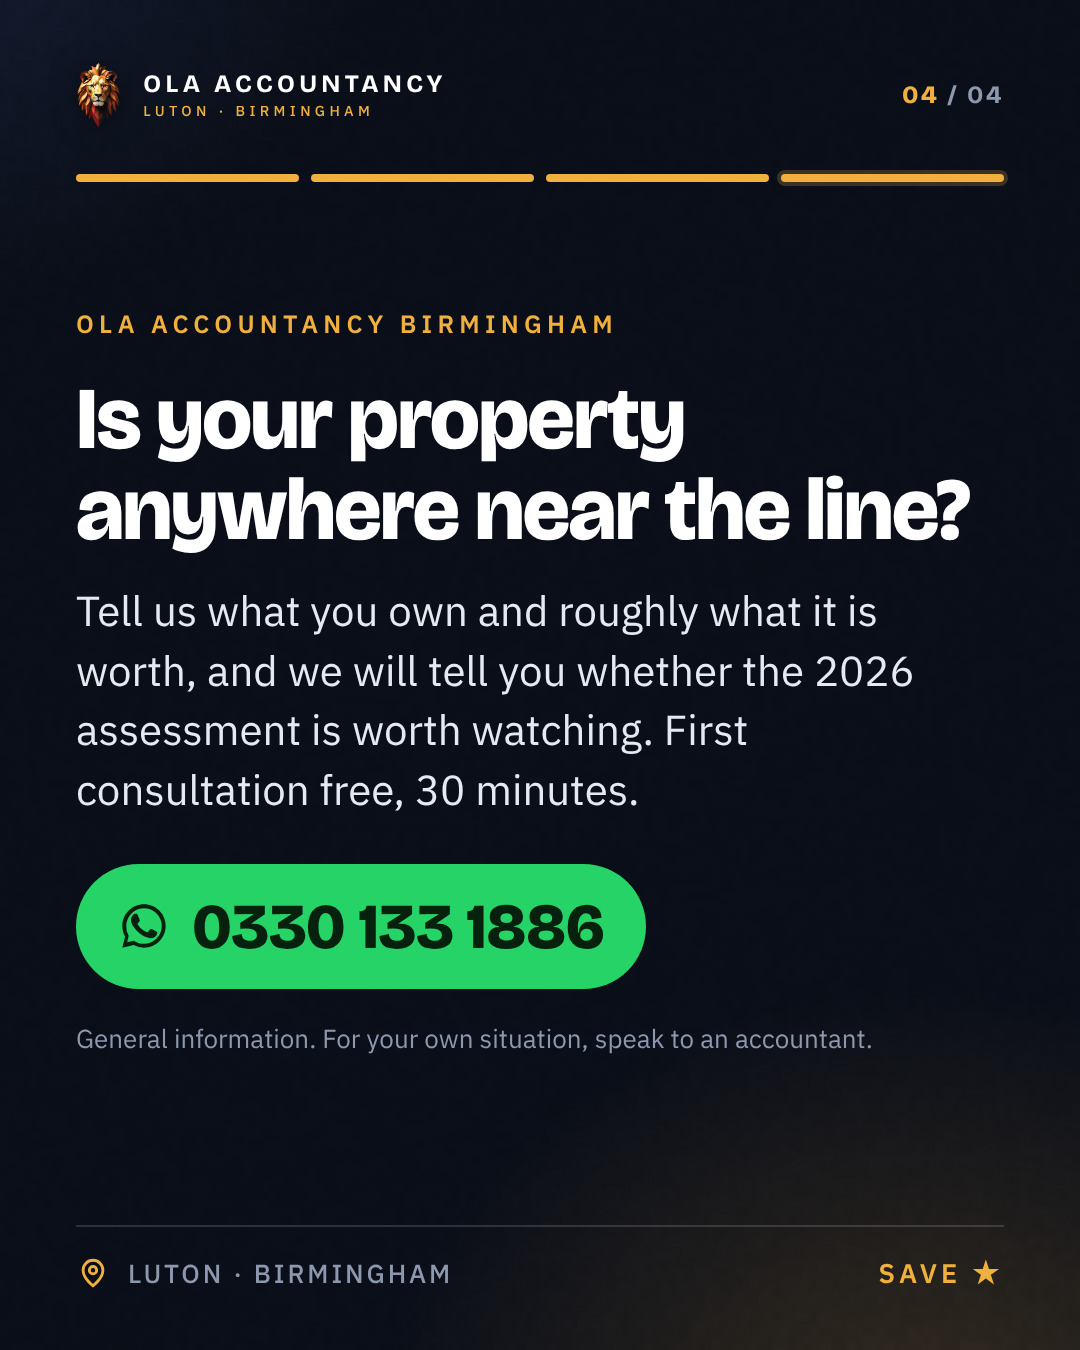 OLA ACCOUNTANCY
LUTON · BIRMINGHAM
04 / 04
OLA ACCOUNTANCY BIRMINGHAM
Is your property
anywhere near the line?
Tell us what you own and roughly what it is
worth, and we will tell you whether the 2026
assessment is worth watching. First
consultation free, 30 minutes.
0330 133 1886
General information. For your own situation, speak to an accountant.
LUTON · BIRMINGHAM
SAVE ★